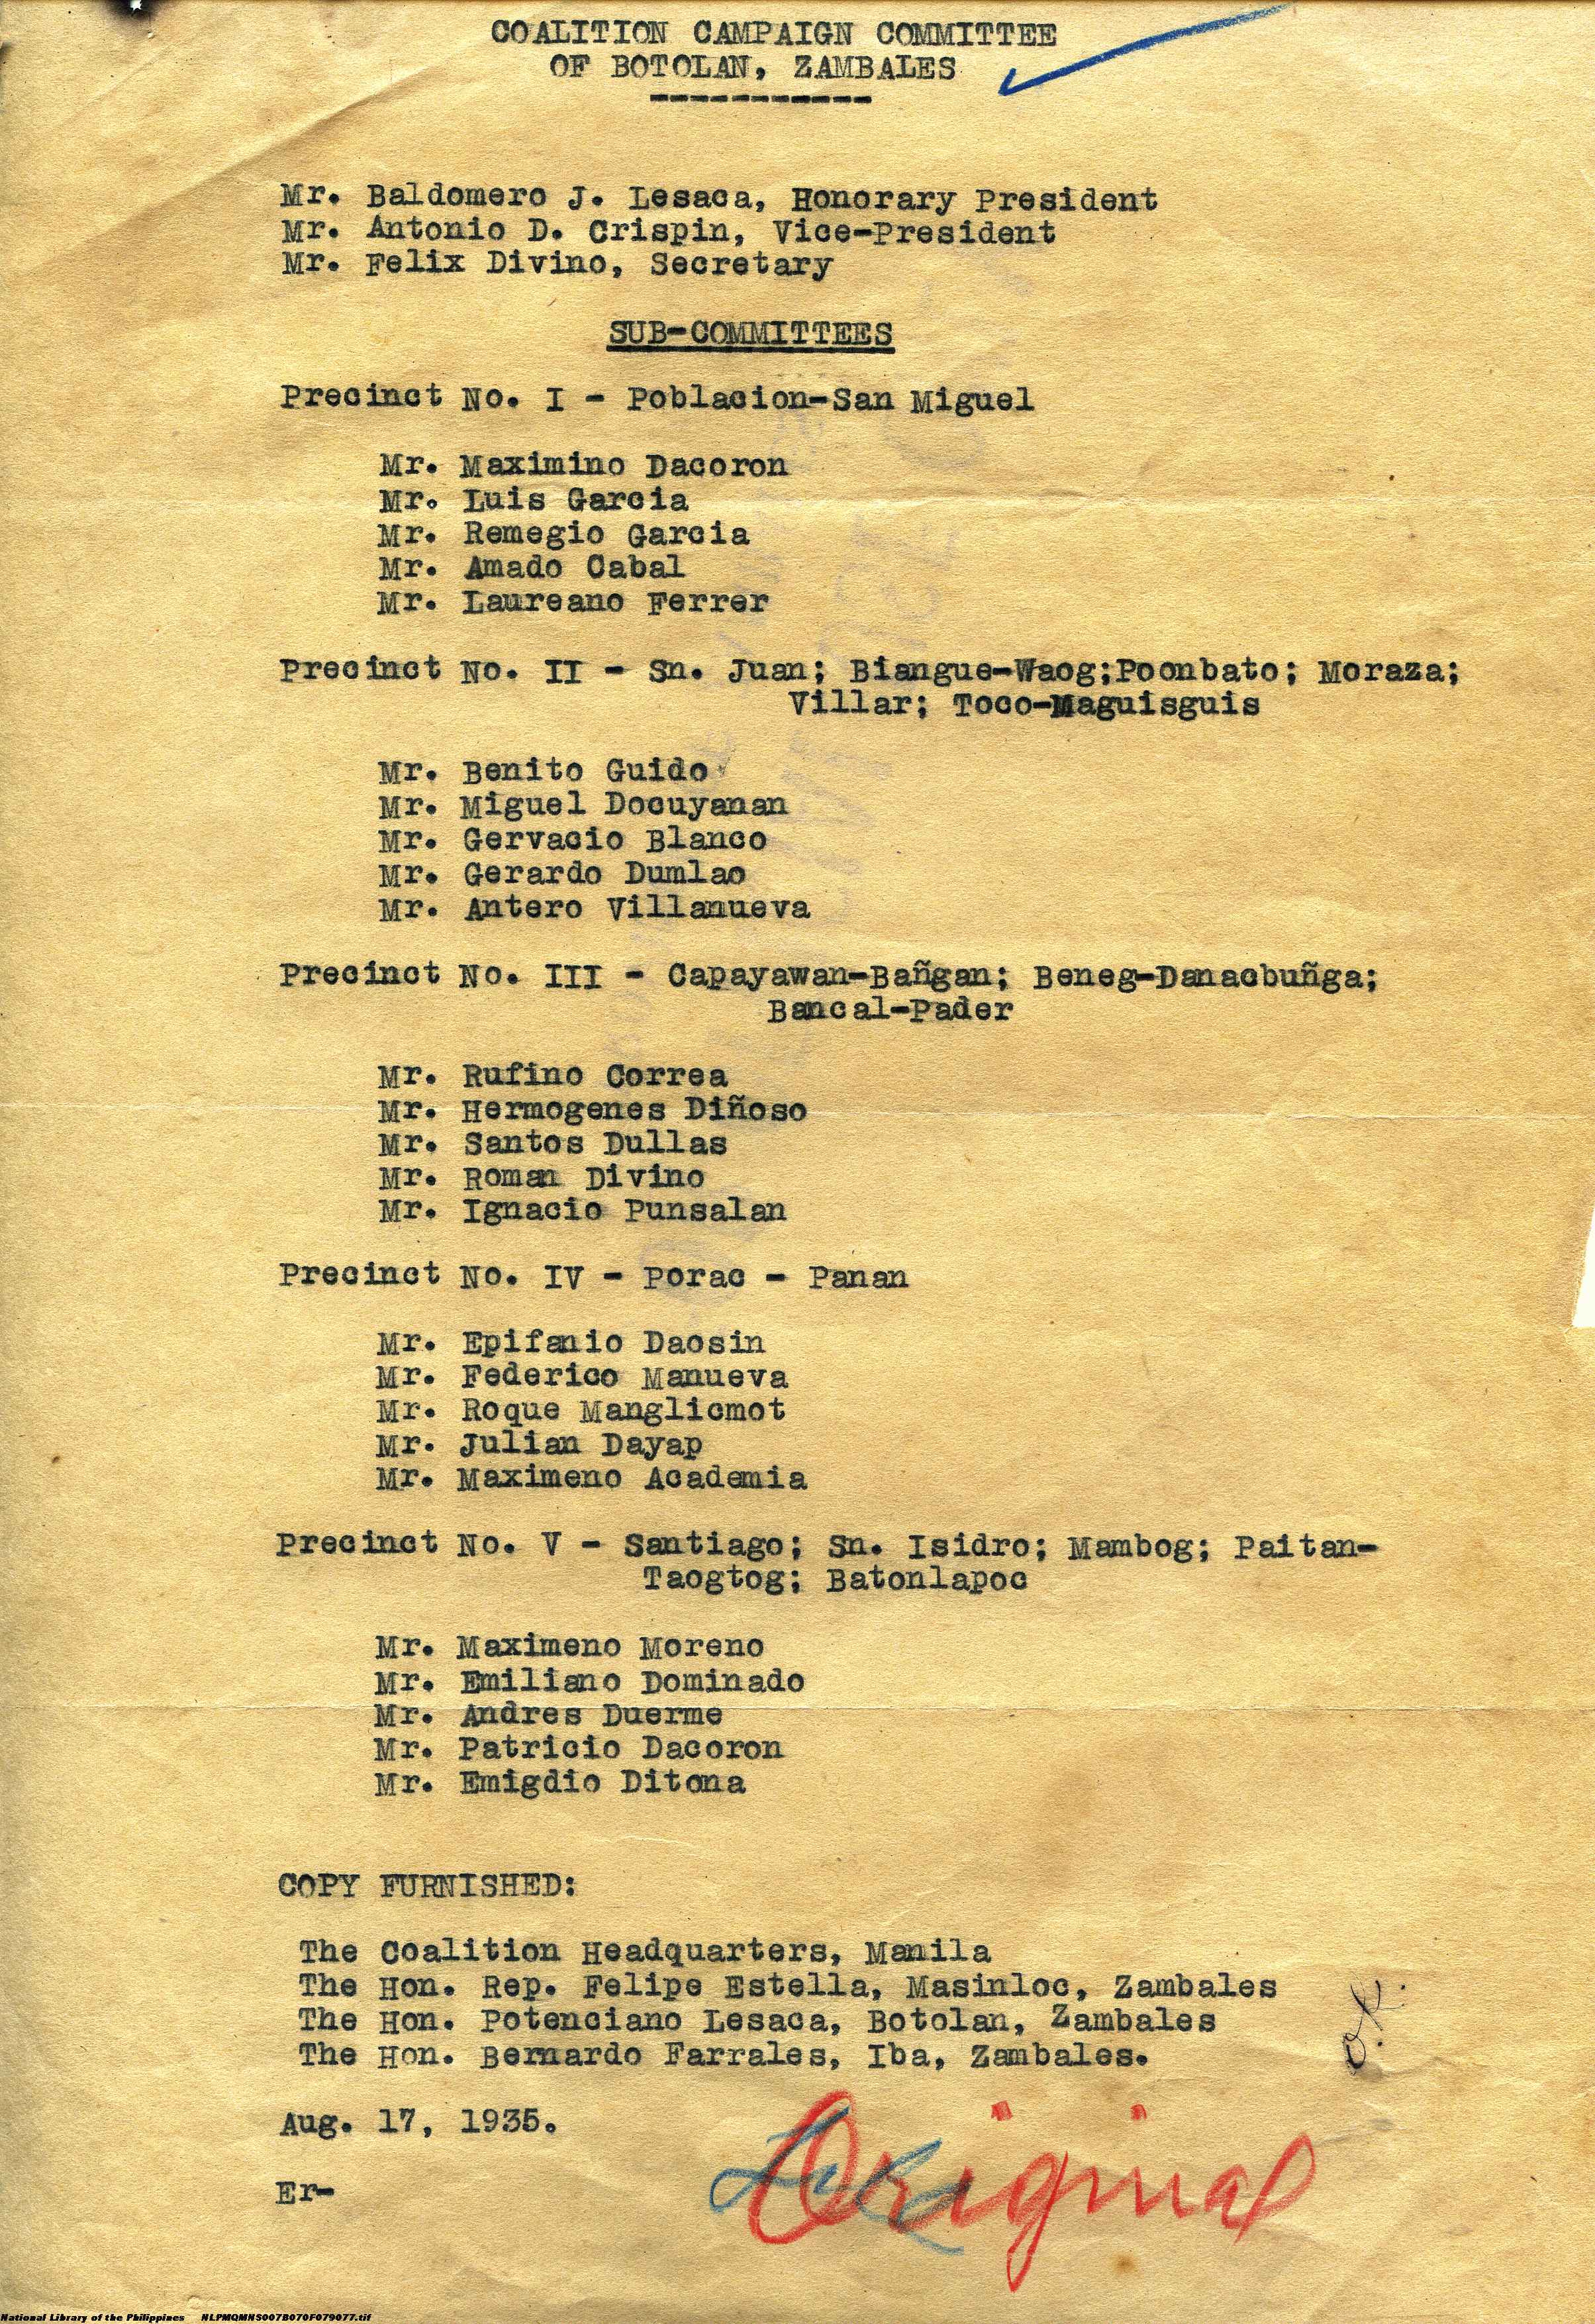 COALITION CAMPAIGN COMMITTEE
OF BOTOLAN, ZAMBALES
-----------
Mr. Baldomero J. Lesaca, Honorary President
Mr. Antonio D. Crispin, Vice-President
Mr. Felix Divino, Secretary
SUB-COMMITTEES
Precinct No. I - Poblacion-San Miguel
Mr. Maximino Dacoron
Mr. Luis Garcia
Mr. Remegio Garcia
Mr. Amado Cabal
Mr. Laureano Ferrer
Precinct No. II - Sn. Juan; Biangue-Waog;Poonbato; Moraza;
Villar; Toco-Maguisguis
Mr. Benito Guido
Mr. Miguel Docuyanan
Mr. Gervacio Blanco
Mr. Gerardo Dumlao
Mr. Antero Villanueva
Precinct No. III - Capayawan-Bañgan; Beneg-Danacbuñga;
Bancal-Pader
Mr. Rufino Correa
Mr. Hermogenes Diñoso
Mr. Santos Dullas
Mr. Roman Divino
Mr. Ignacio Punsalan
Precinct No. IV - Porac - Panan
Mr. Epifanio Daosin
Mr. Federico Manueva
Mr. Roque Manglicmot
Mr. Julian Dayap
Mr. Maximeno Academia
Precinct No. V - Santiago; Sn. Isidro; Mambog; Paitan-
Taogtog; Batonlapoc
Mr. Maximeno Moreno
Mr. Emiliano Dominado
Mr. Andres Duerme
Mr. Patricio Dacoron
Mr. Emigdio Ditona
COPY FURNISHED:
The Coalition Headquarters, Manila
The Hon. Rep. Felipe Estella, Masinloc, Zambales
The Hon. Potenciano Lesaca, Botolan, Zambales
The Hon. Bernardo Farrales, Iba, Zambales.
O.K.
Aug. 17, 1935.
Original
Er-
National Library of the Philippines NLPMQMNS007B070F079077.tif